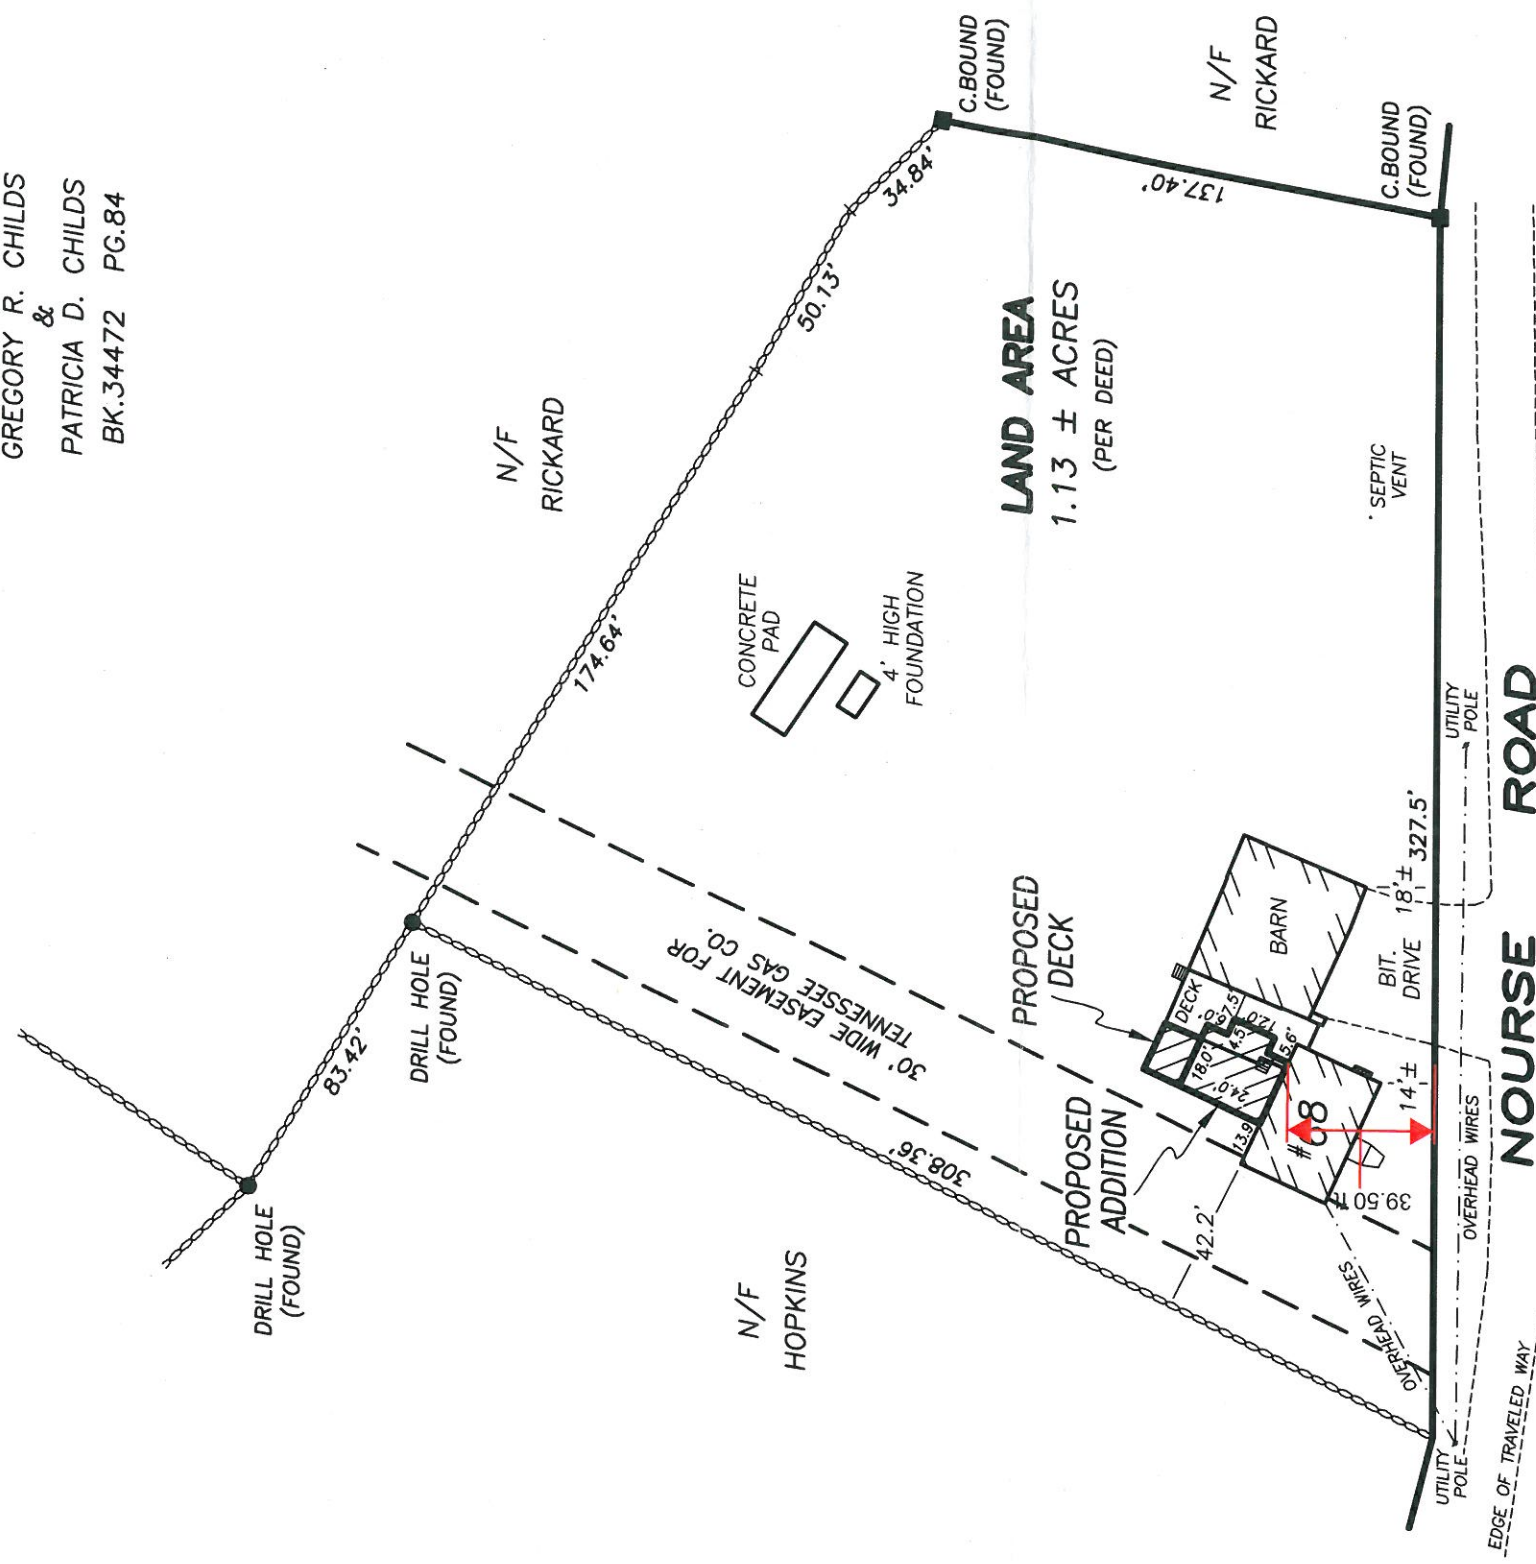 GREGORY R. CHILDS
&
PATRICIA D. CHILDS
BK.34472 PG.84
N/F
RICKARD
C.BOUND
(FOUND)
N/F
RICKARD
34.84'
50.13'
137.40'
C.BOUND
(FOUND)
LAND AREA
1.13 ± ACRES
(PER DEED)
SEPTIC
VENT
174.64'
CONCRETE
PAD
4' HIGH
FOUNDATION
83.42'
DRILL HOLE
(FOUND)
DRILL HOLE
(FOUND)
30' WIDE EASEMENT FOR
TENNESSEE GAS CO.
308.36'
N/F
HOPKINS
PROPOSED
DECK
PROPOSED
ADDITION
DECK
BARN
18.0'
24.0'
4.5'
7.5'
12.0'
5.6'
13.9'
42.2'
#68
39.50 ft
BIT.
DRIVE
18'±
14'±
327.5'
UTILITY
POLE
OVERHEAD WIRES
OVERHEAD WIRES
UTILITY
POLE
EDGE OF TRAVELED WAY
NOURSE ROAD